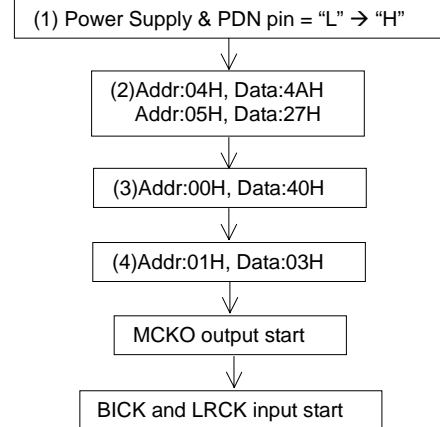 (1) Power Supply & PDN pin = “L” → “H”
(2)Addr:04H, Data:4AH
Addr:05H, Data:27H
(3)Addr:00H, Data:40H
(4)Addr:01H, Data:03H
MCKO output start
BICK and LRCK input start